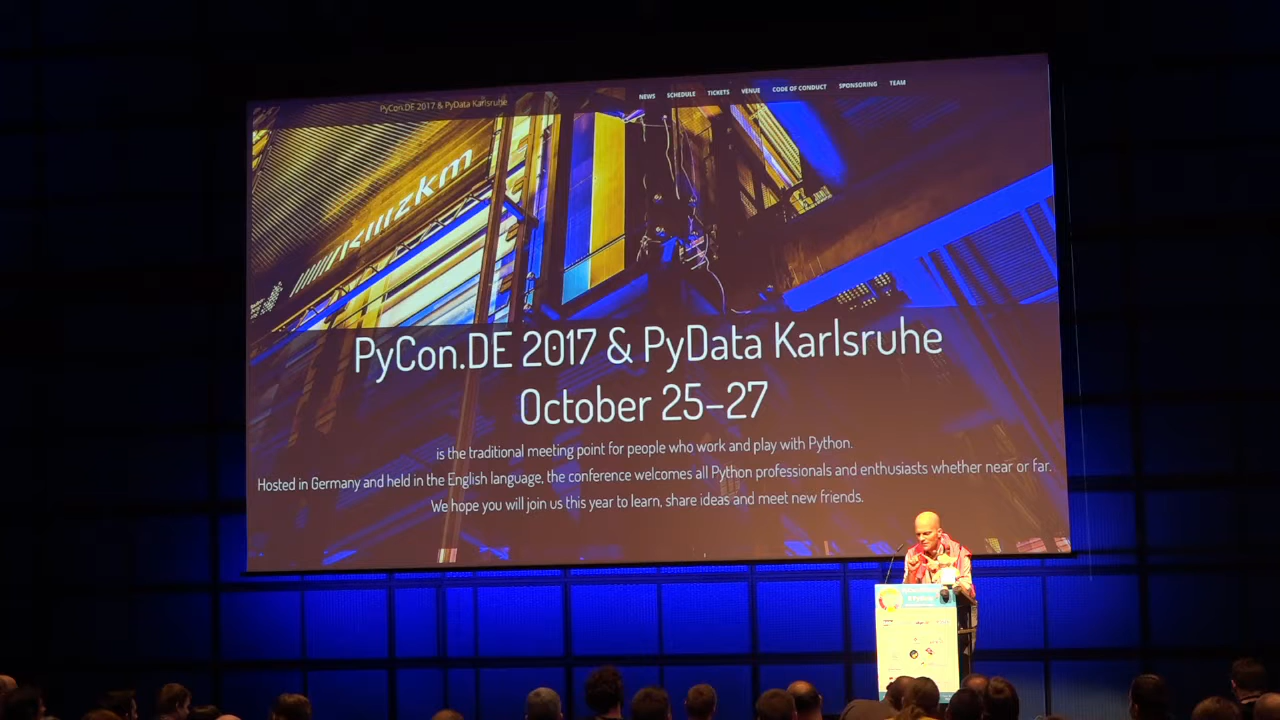 PyCon.DE 2017 & PyData Karlsruhe
NEWS SCHEDULE TICKETS VENUE CODE OF CONDUCT SPONSORING TEAM
zkm
PyCon.DE 2017 & PyData Karlsruhe
October 25–27
is the traditional meeting point for people who work and play with Python.
Hosted in Germany and held in the English language, the conference welcomes all Python professionals and enthusiasts whether near or far.
We hope you will join us this year to learn, share ideas and meet new friends.